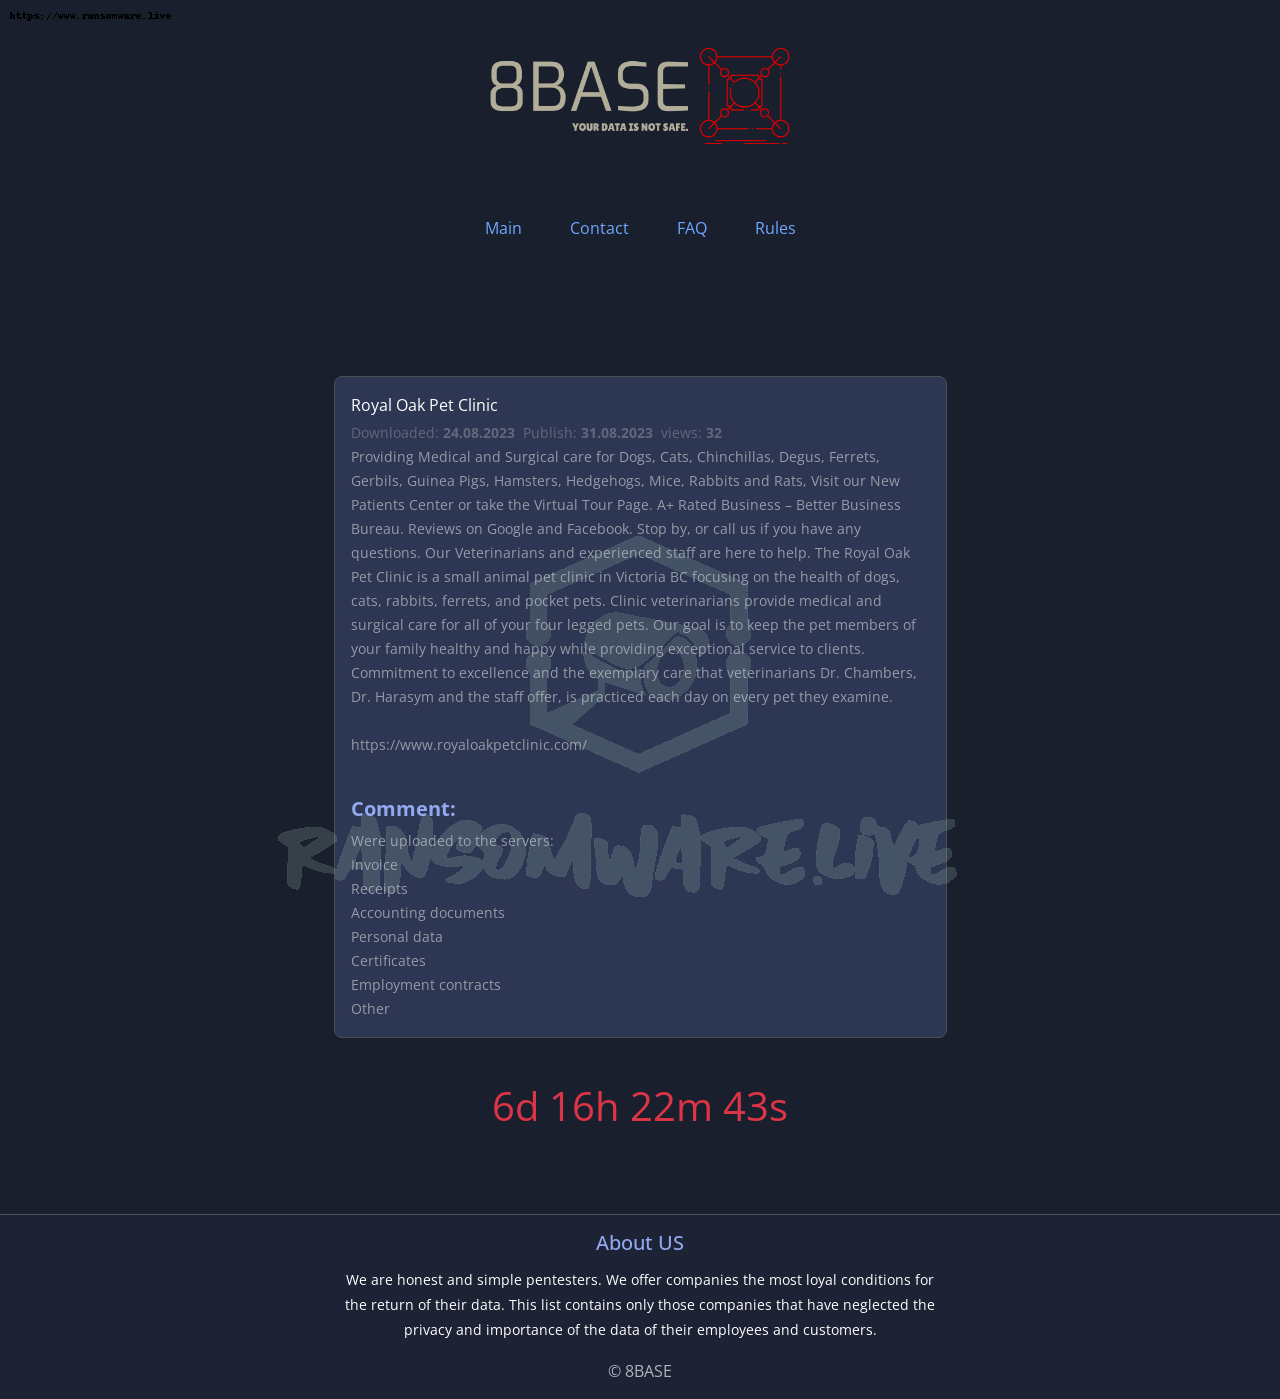 https://www.ransomware.live
8BASE
YOUR DATA IS NOT SAFE.
Main Contact FAQ Rules
Royal Oak Pet Clinic
Downloaded: 24.08.2023 Publish: 31.08.2023 views: 32
Providing Medical and Surgical care for Dogs, Cats, Chinchillas, Degus, Ferrets,
Gerbils, Guinea Pigs, Hamsters, Hedgehogs, Mice, Rabbits and Rats, Visit our New
Patients Center or take the Virtual Tour Page. A+ Rated Business – Better Business
Bureau. Reviews on Google and Facebook. Stop by, or call us if you have any
questions. Our Veterinarians and experienced staff are here to help. The Royal Oak
Pet Clinic is a small animal pet clinic in Victoria BC focusing on the health of dogs,
cats, rabbits, ferrets, and pocket pets. Clinic veterinarians provide medical and
surgical care for all of your four legged pets. Our goal is to keep the pet members of
your family healthy and happy while providing exceptional service to clients.
Commitment to excellence and the exemplary care that veterinarians Dr. Chambers,
Dr. Harasym and the staff offer, is practiced each day on every pet they examine.
https://www.royaloakpetclinic.com/
Comment:
RANSOMWARE.LIVE
Were uploaded to the servers:
Invoice
Receipts
Accounting documents
Personal data
Certificates
Employment contracts
Other
6d 16h 22m 43s
About US
We are honest and simple pentesters. We offer companies the most loyal conditions for
the return of their data. This list contains only those companies that have neglected the
privacy and importance of the data of their employees and customers.
© 8BASE